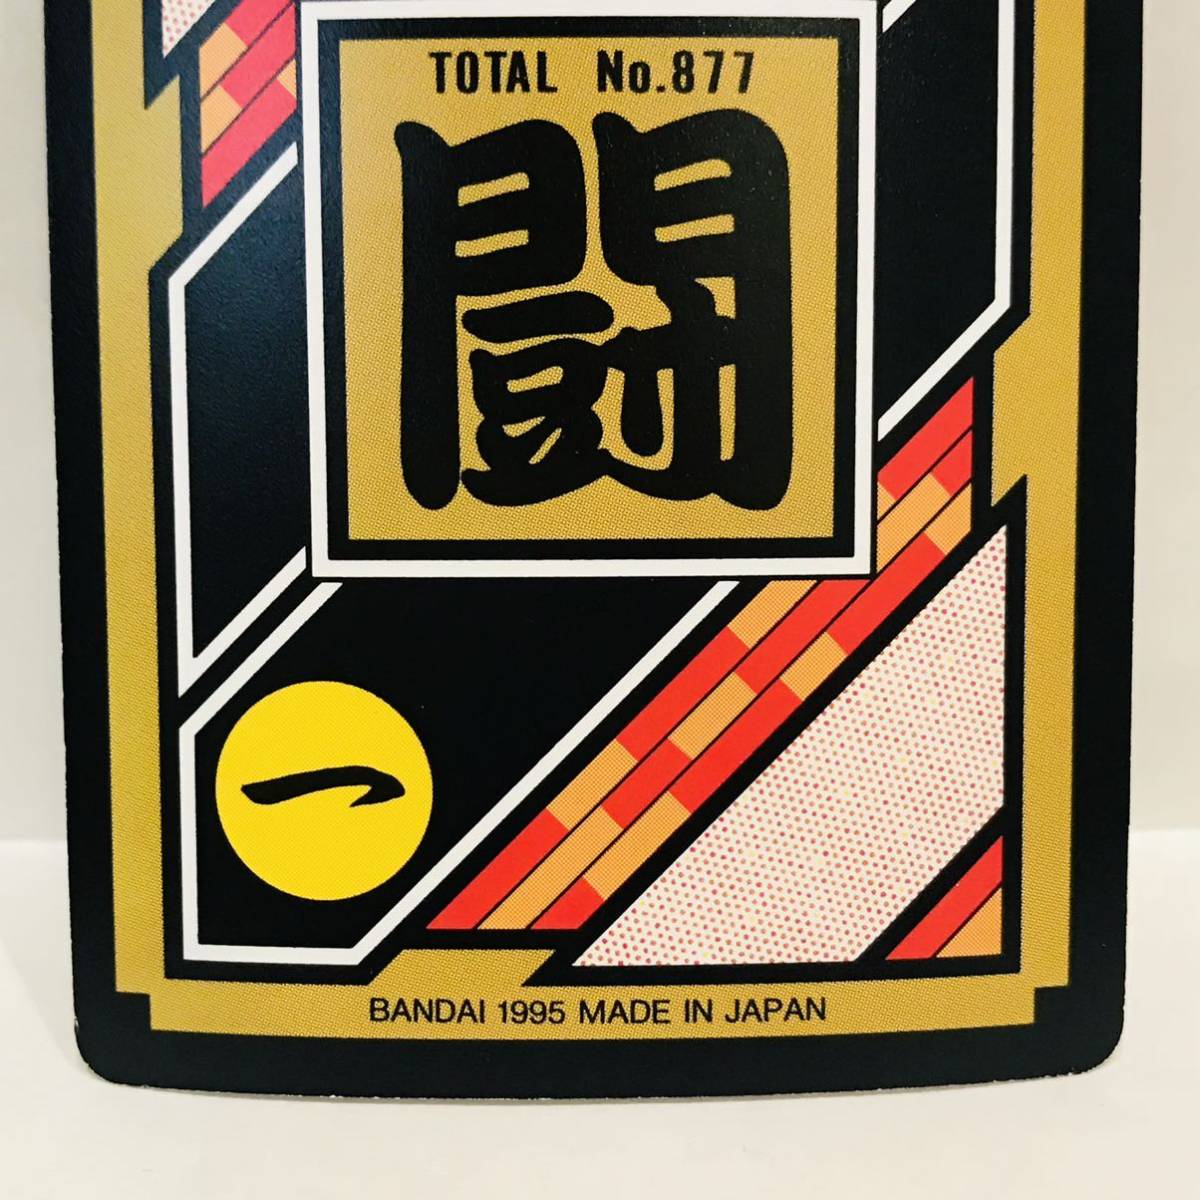 TOTAL No.877
闘
一
BANDAI 1995 MADE IN JAPAN